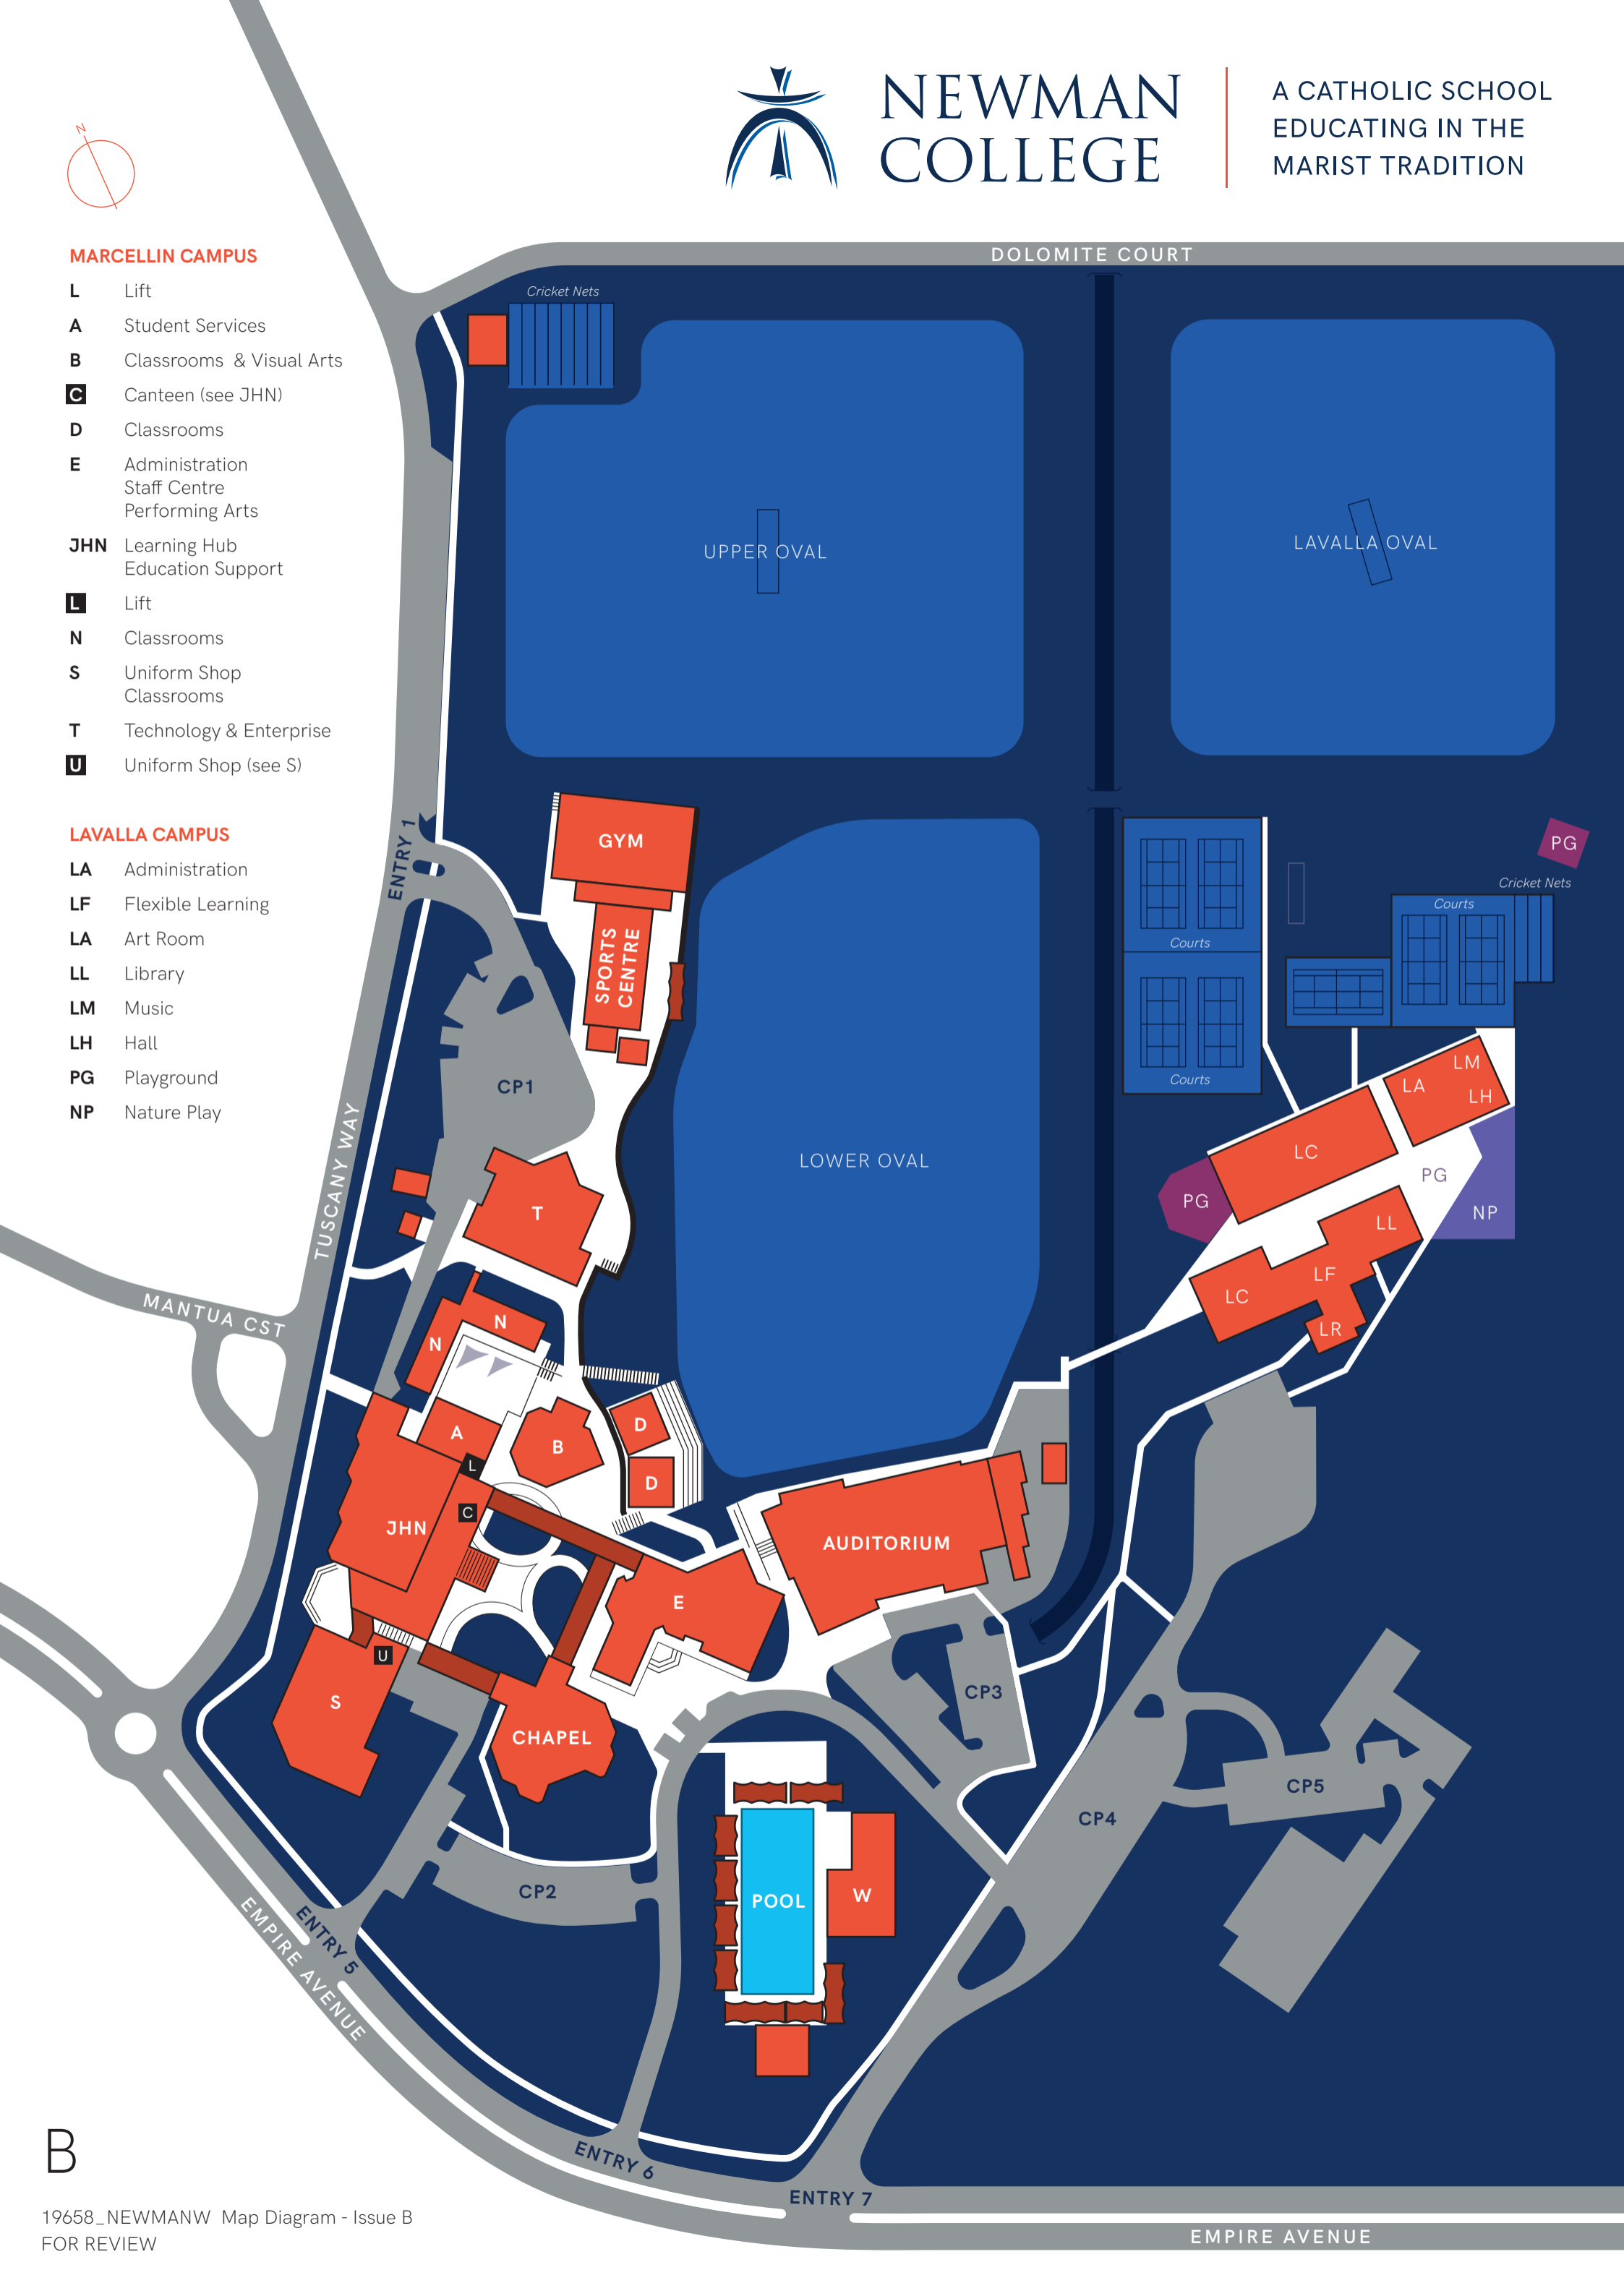 NEWMAN
COLLEGE
A CATHOLIC SCHOOL
EDUCATING IN THE
MARIST TRADITION
N
MARCELLIN CAMPUS
L Lift
A Student Services
B Classrooms & Visual Arts
C Canteen (see JHN)
D Classrooms
E Administration
Staff Centre
Performing Arts
JHN Learning Hub
Education Support
L Lift
N Classrooms
S Uniform Shop
Classrooms
T Technology & Enterprise
U Uniform Shop (see S)
LAVALLA CAMPUS
LA Administration
LF Flexible Learning
LA Art Room
LL Library
LM Music
LH Hall
PG Playground
NP Nature Play
DOLOMITE COURT
Cricket Nets
UPPER OVAL
LAVALLA OVAL
ENTRY 1
GYM
SPORTS
CENTRE
CP1
TUSCANY WAY
MANTUA CST
LOWER OVAL
Courts
Courts
PG
Cricket Nets
Courts
LM
LA
LH
LC
PG
PG
NP
LL
LF
LC
LR
T
N
N
A
B
D
D
L
C
JHN
AUDITORIUM
E
U
S
CHAPEL
CP3
CP4
CP5
POOL
W
CP2
ENTRY 5
EMPIRE AVENUE
ENTRY 6
ENTRY 7
EMPIRE AVENUE
B
19658_NEWMANW Map Diagram - Issue B
FOR REVIEW